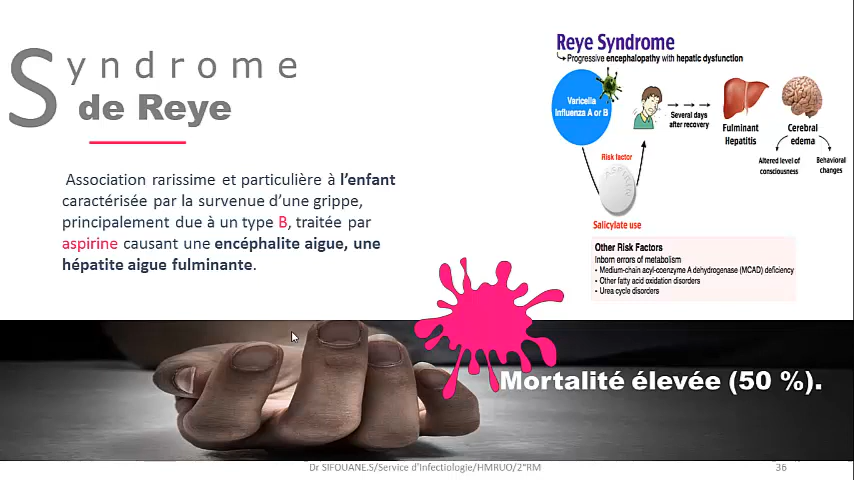 Syndrome
de Reye
Association rarissime et particulière à l'enfant
caractérisée par la survenue d'une grippe,
principalement due à un type B, traitée par
aspirine causant une encéphalite aigue, une
hépatite aigue fulminante.
Reye Syndrome
Progressive encephalopathy with hepatic dysfunction
Varicella
Influenza A or B
Several days
after recovery
Fulminant
Hepatitis
Cerebral
edema
Altered level of
consciousness
Behavioral
changes
Risk factor
ASPIRIN
Salicylate use
Other Risk Factors
Inborn errors of metabolism
• Medium-chain acyl-coenzyme A dehydrogenase (MCAD) deficiency
• Other fatty acid oxidation disorders
• Urea cycle disorders
Mortalité élevée (50 %).
Dr SIFOUANE.S/Service d'Infectiologie/HMRUO/2°RM
36